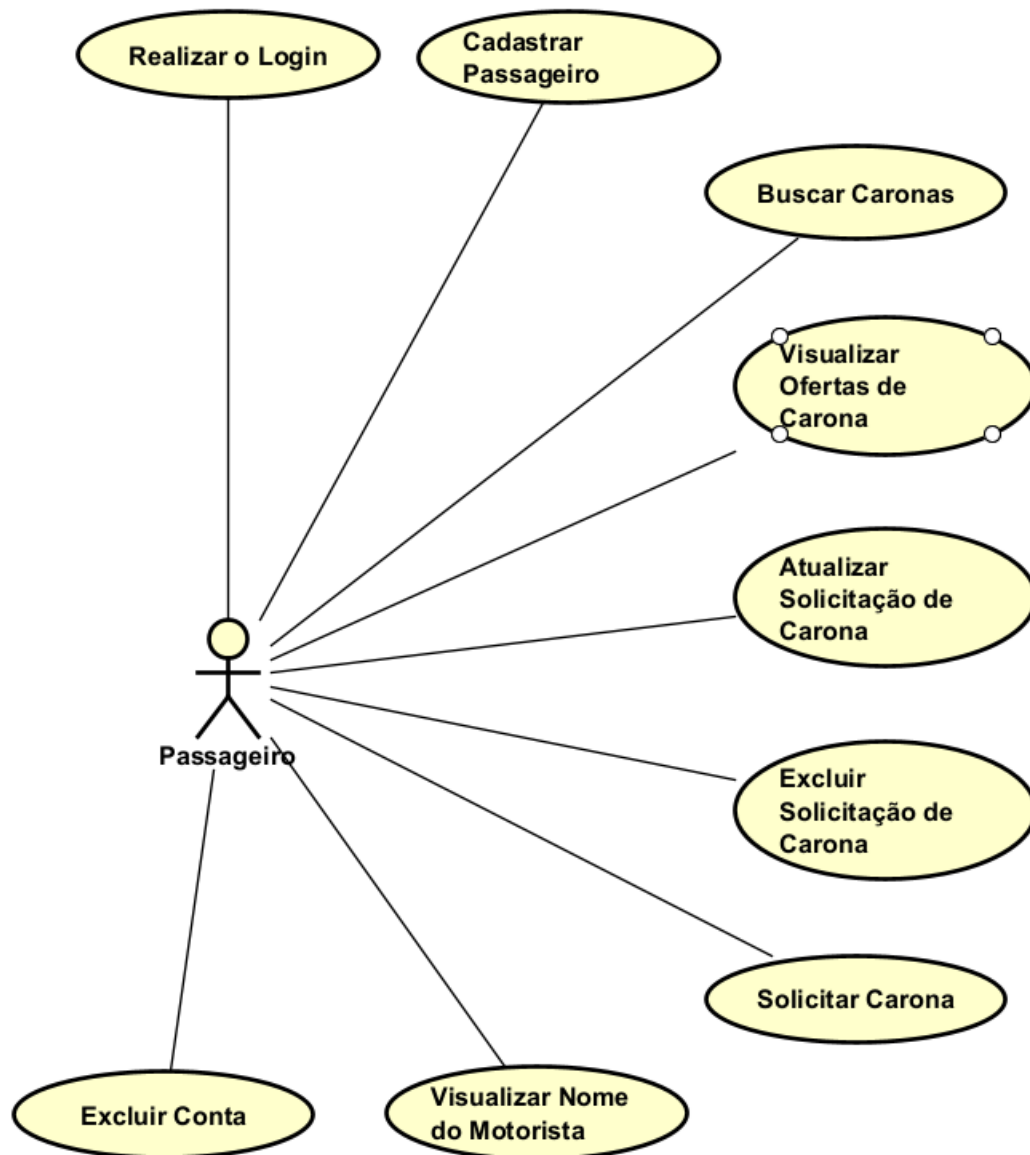 Realizar o Login
Cadastrar
Passageiro
Buscar Caronas
Visualizar
Ofertas de
Carona
Atualizar
Solicitação de
Carona
Passageiro
Excluir
Solicitação de
Carona
Solicitar Carona
Excluir Conta
Visualizar Nome
do Motorista